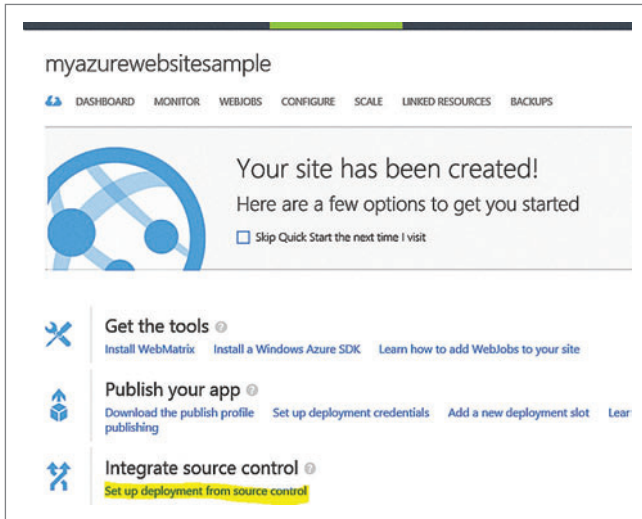 myazurewebsitesample
DASHBOARD MONITOR WEBJOBS CONFIGURE SCALE LINKED RESOURCES BACKUPS
Your site has been created!
Here are a few options to get you started
Skip Quick Start the next time I visit
Get the tools ?
Install WebMatrix Install a Windows Azure SDK Learn how to add WebJobs to your site
Publish your app ?
Download the publish profile Set up deployment credentials Add a new deployment slot Lear
publishing
Integrate source control ?
Set up deployment from source control